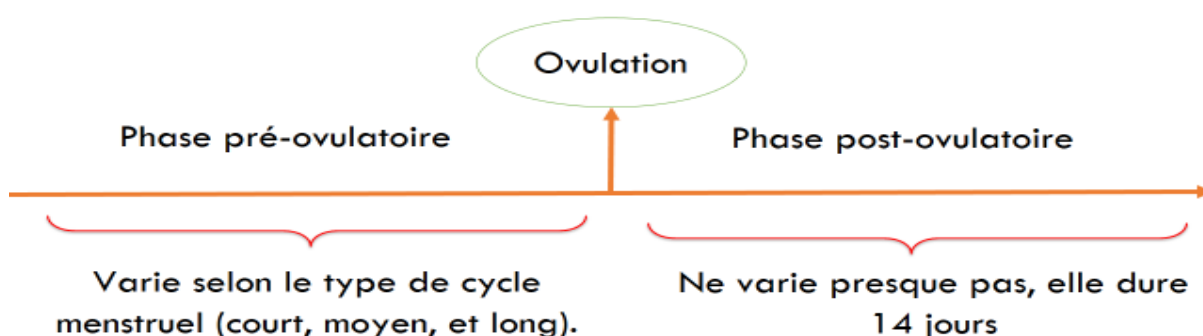 Ovulation
Phase pré-ovulatoire
Phase post-ovulatoire
Varie selon le type de cycle
menstruel (court, moyen, et long).
Ne varie presque pas, elle dure
14 jours